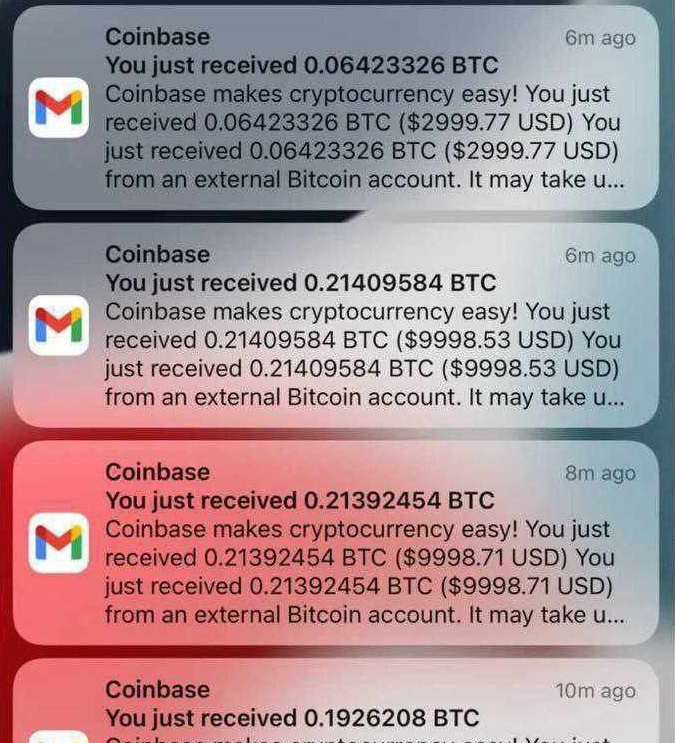 Coinbase 6m ago
You just received 0.06423326 BTC
Coinbase makes cryptocurrency easy! You just
received 0.06423326 BTC ($2999.77 USD) You
just received 0.06423326 BTC ($2999.77 USD)
from an external Bitcoin account. It may take u...
Coinbase 6m ago
You just received 0.21409584 BTC
Coinbase makes cryptocurrency easy! You just
received 0.21409584 BTC ($9998.53 USD) You
just received 0.21409584 BTC ($9998.53 USD)
from an external Bitcoin account. It may take u...
Coinbase 8m ago
You just received 0.21392454 BTC
Coinbase makes cryptocurrency easy! You just
received 0.21392454 BTC ($9998.71 USD) You
just received 0.21392454 BTC ($9998.71 USD)
from an external Bitcoin account. It may take u...
Coinbase 10m ago
You just received 0.1926208 BTC